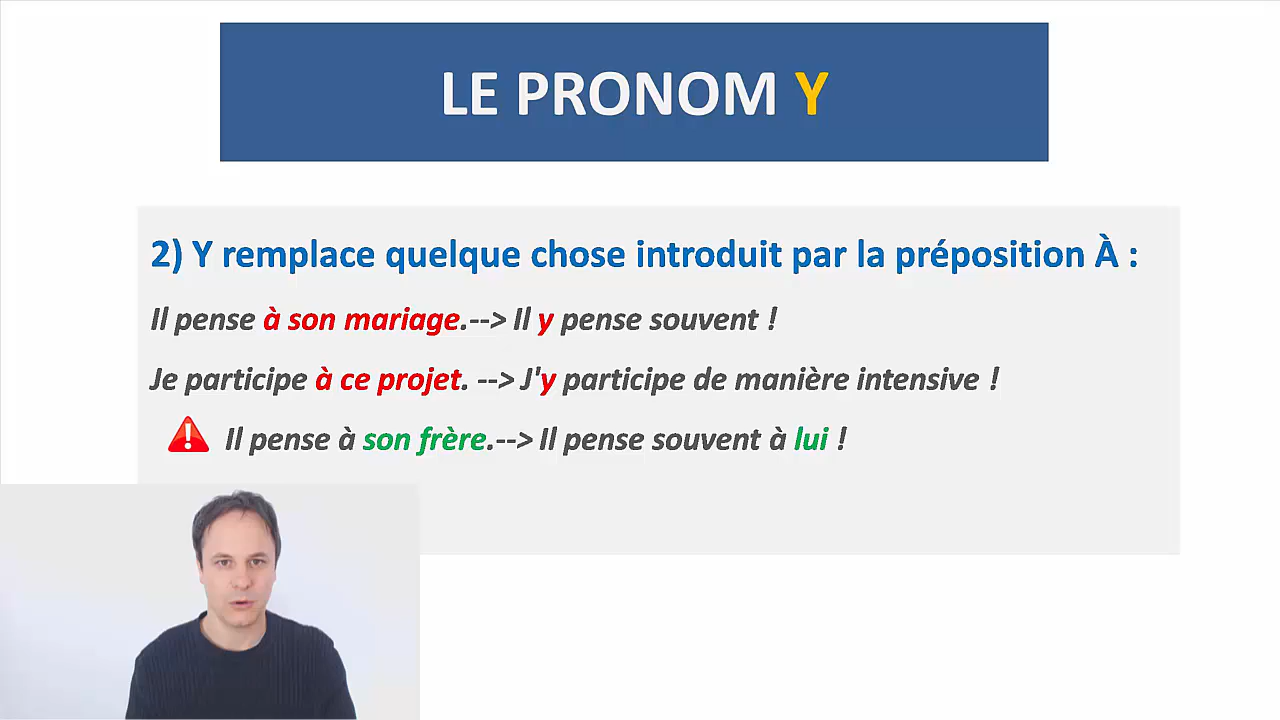 LE PRONOM Y
2) Y remplace quelque chose introduit par la préposition À :
Il pense à son mariage.--> Il y pense souvent !
Je participe à ce projet. --> J'y participe de manière intensive !
Il pense à son frère.--> Il pense souvent à lui !